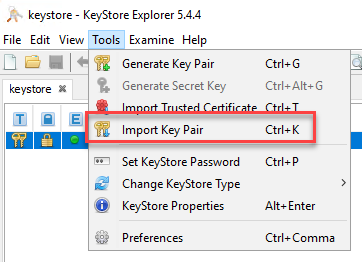 keystore - KeyStore Explorer 5.4.4
File Edit View Tools Examine Help
keystore
Generate Key Pair Ctrl+G
Generate Secret Key Ctrl+Alt+G
T E
Import Trusted Certificate Ctrl+T
Import Key Pair Ctrl+K
Set KeyStore Password Ctrl+P
Change KeyStore Type
KeyStore Properties Alt+Enter
Preferences Ctrl+Comma